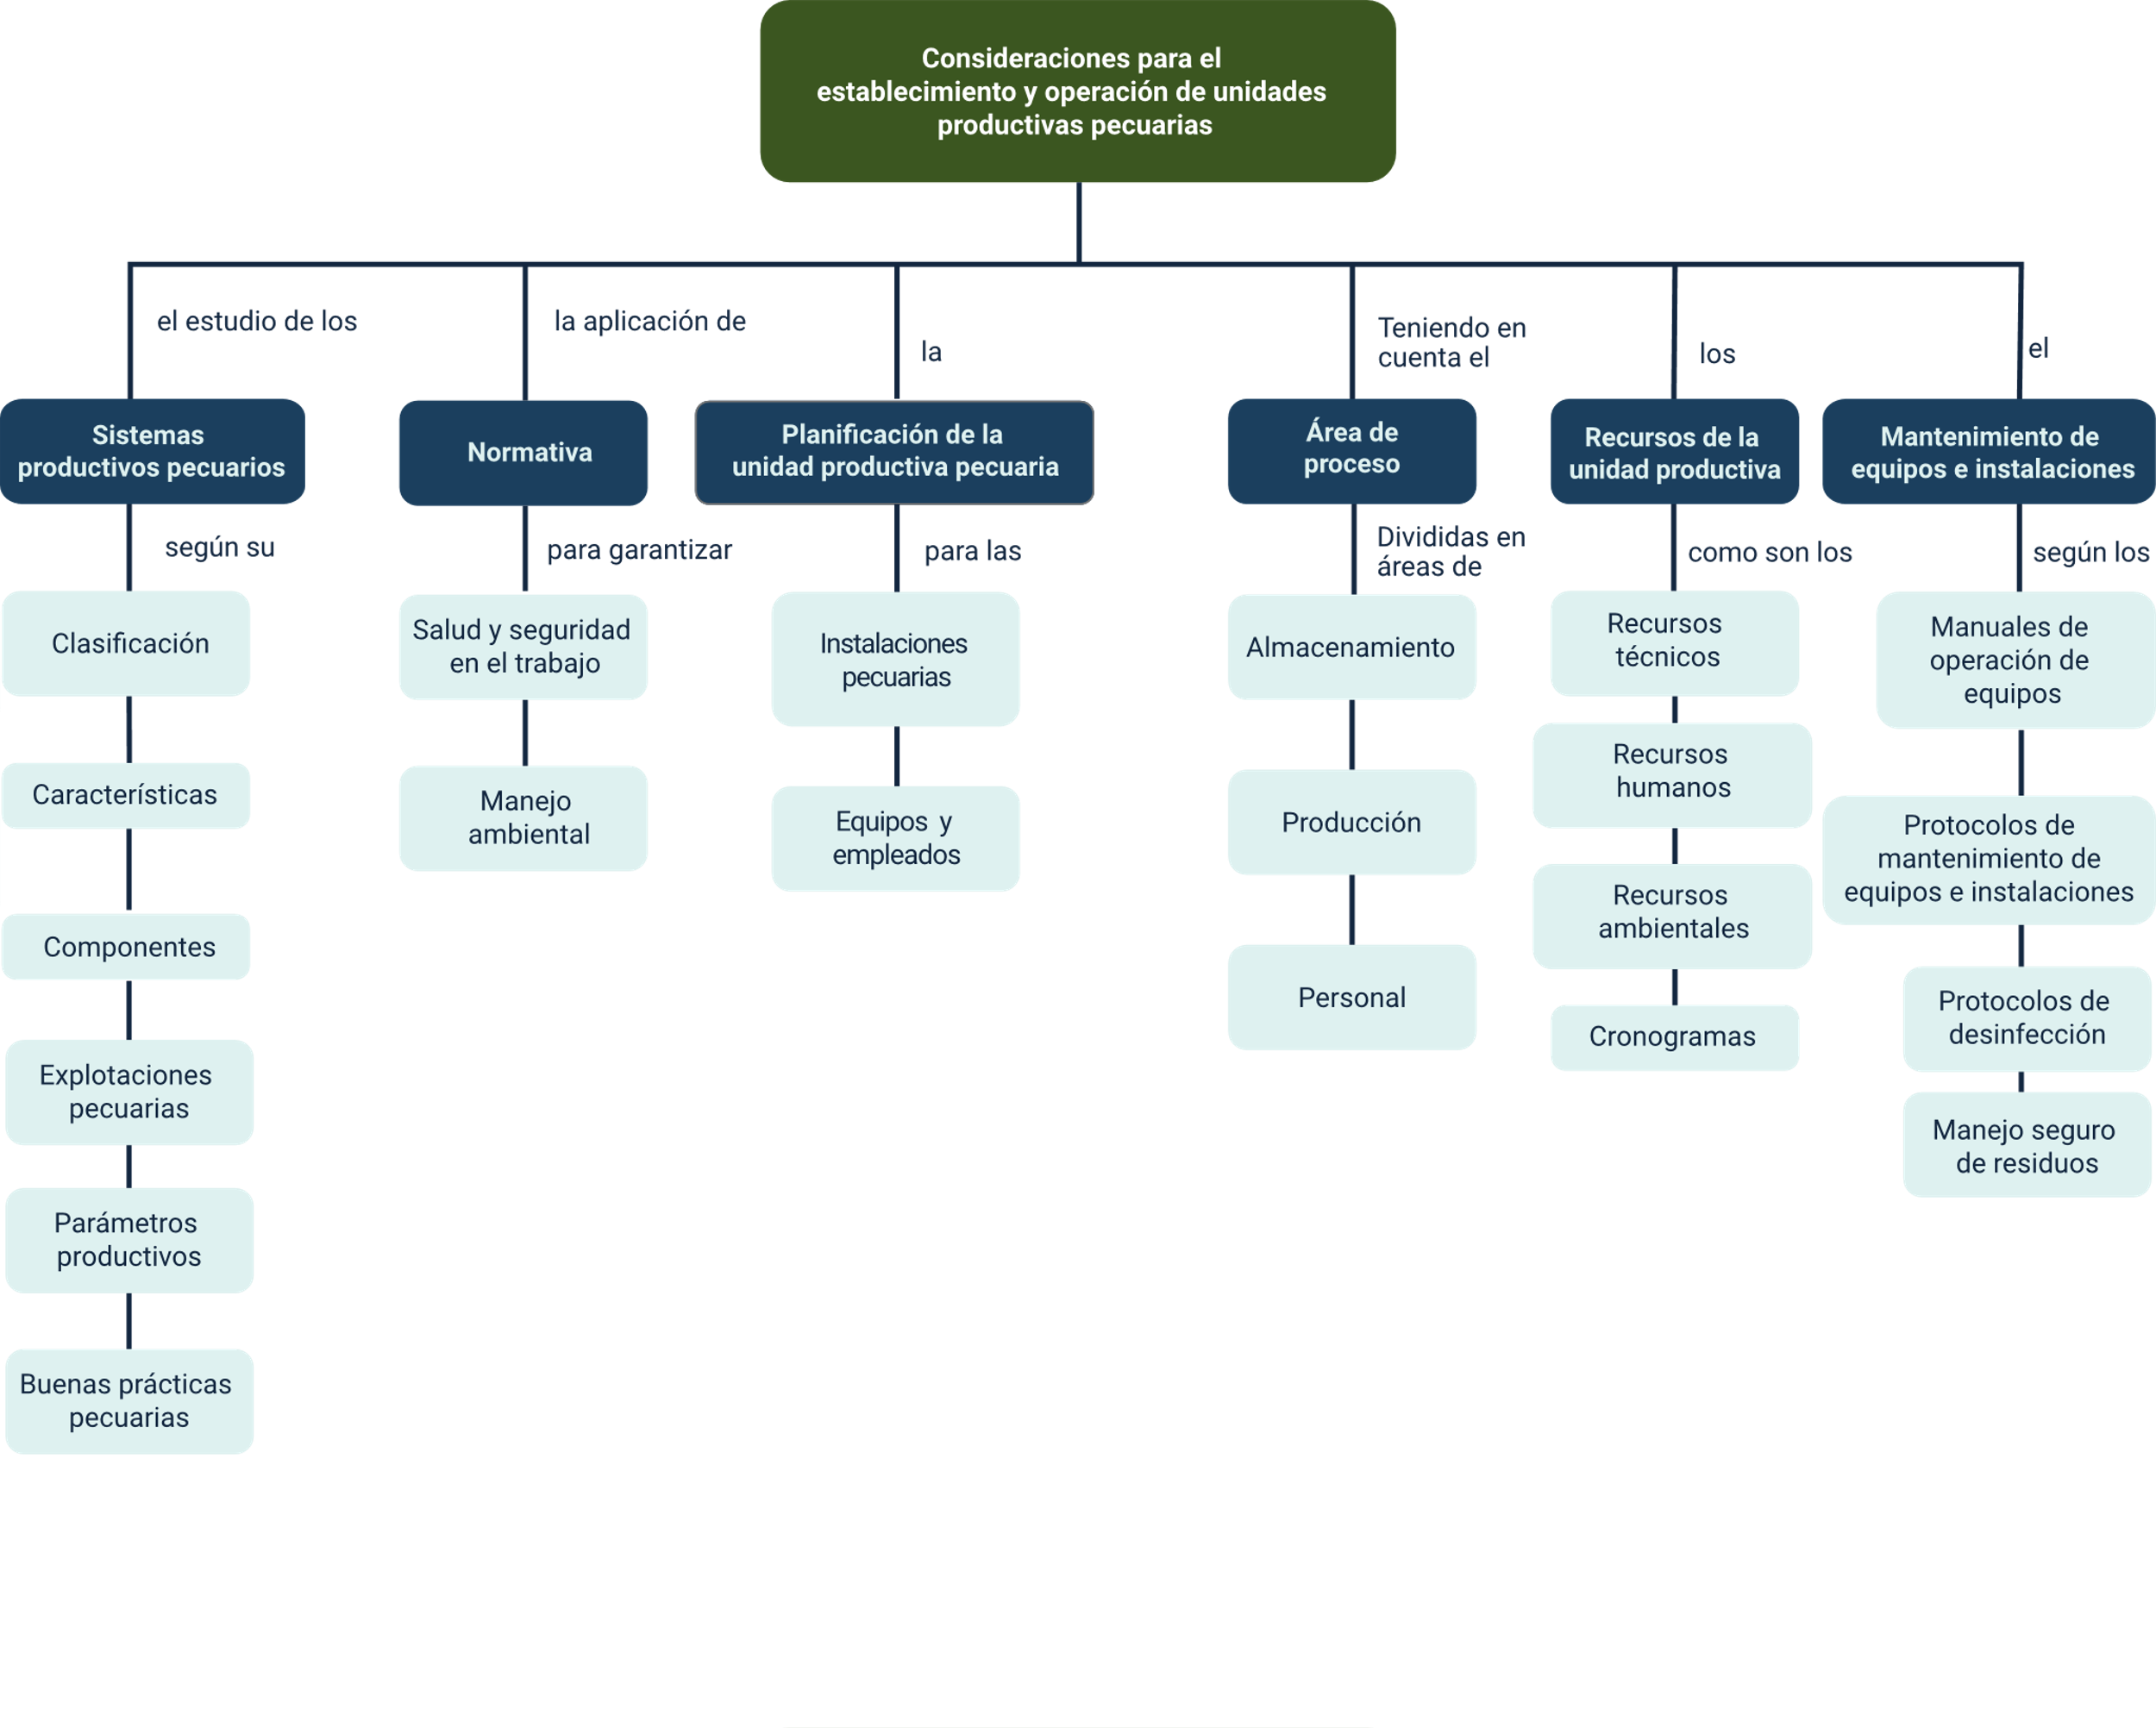 Consideraciones para el
establecimiento y operación de unidades
productivas pecuarias
el estudio de los
la aplicación de
la
Teniendo en
cuenta el
los
el
Sistemas
productivos pecuarios
Normativa
Planificación de la
unidad productiva pecuaria
Área de
proceso
Recursos de la
unidad productiva
Mantenimiento de
equipos e instalaciones
según su
para garantizar
para las
Divididas en
áreas de
como son los
según los
Clasificación
Características
Componentes
Explotaciones
pecuarias
Parámetros
productivos
Buenas prácticas
pecuarias
Salud y seguridad
en el trabajo
Manejo
ambiental
Instalaciones
pecuarias
Equipos y
empleados
Almacenamiento
Producción
Personal
Recursos
técnicos
Recursos
humanos
Recursos
ambientales
Cronogramas
Manuales de
operación de
equipos
Protocolos de
mantenimiento de
equipos e instalaciones
Protocolos de
desinfección
Manejo seguro
de residuos